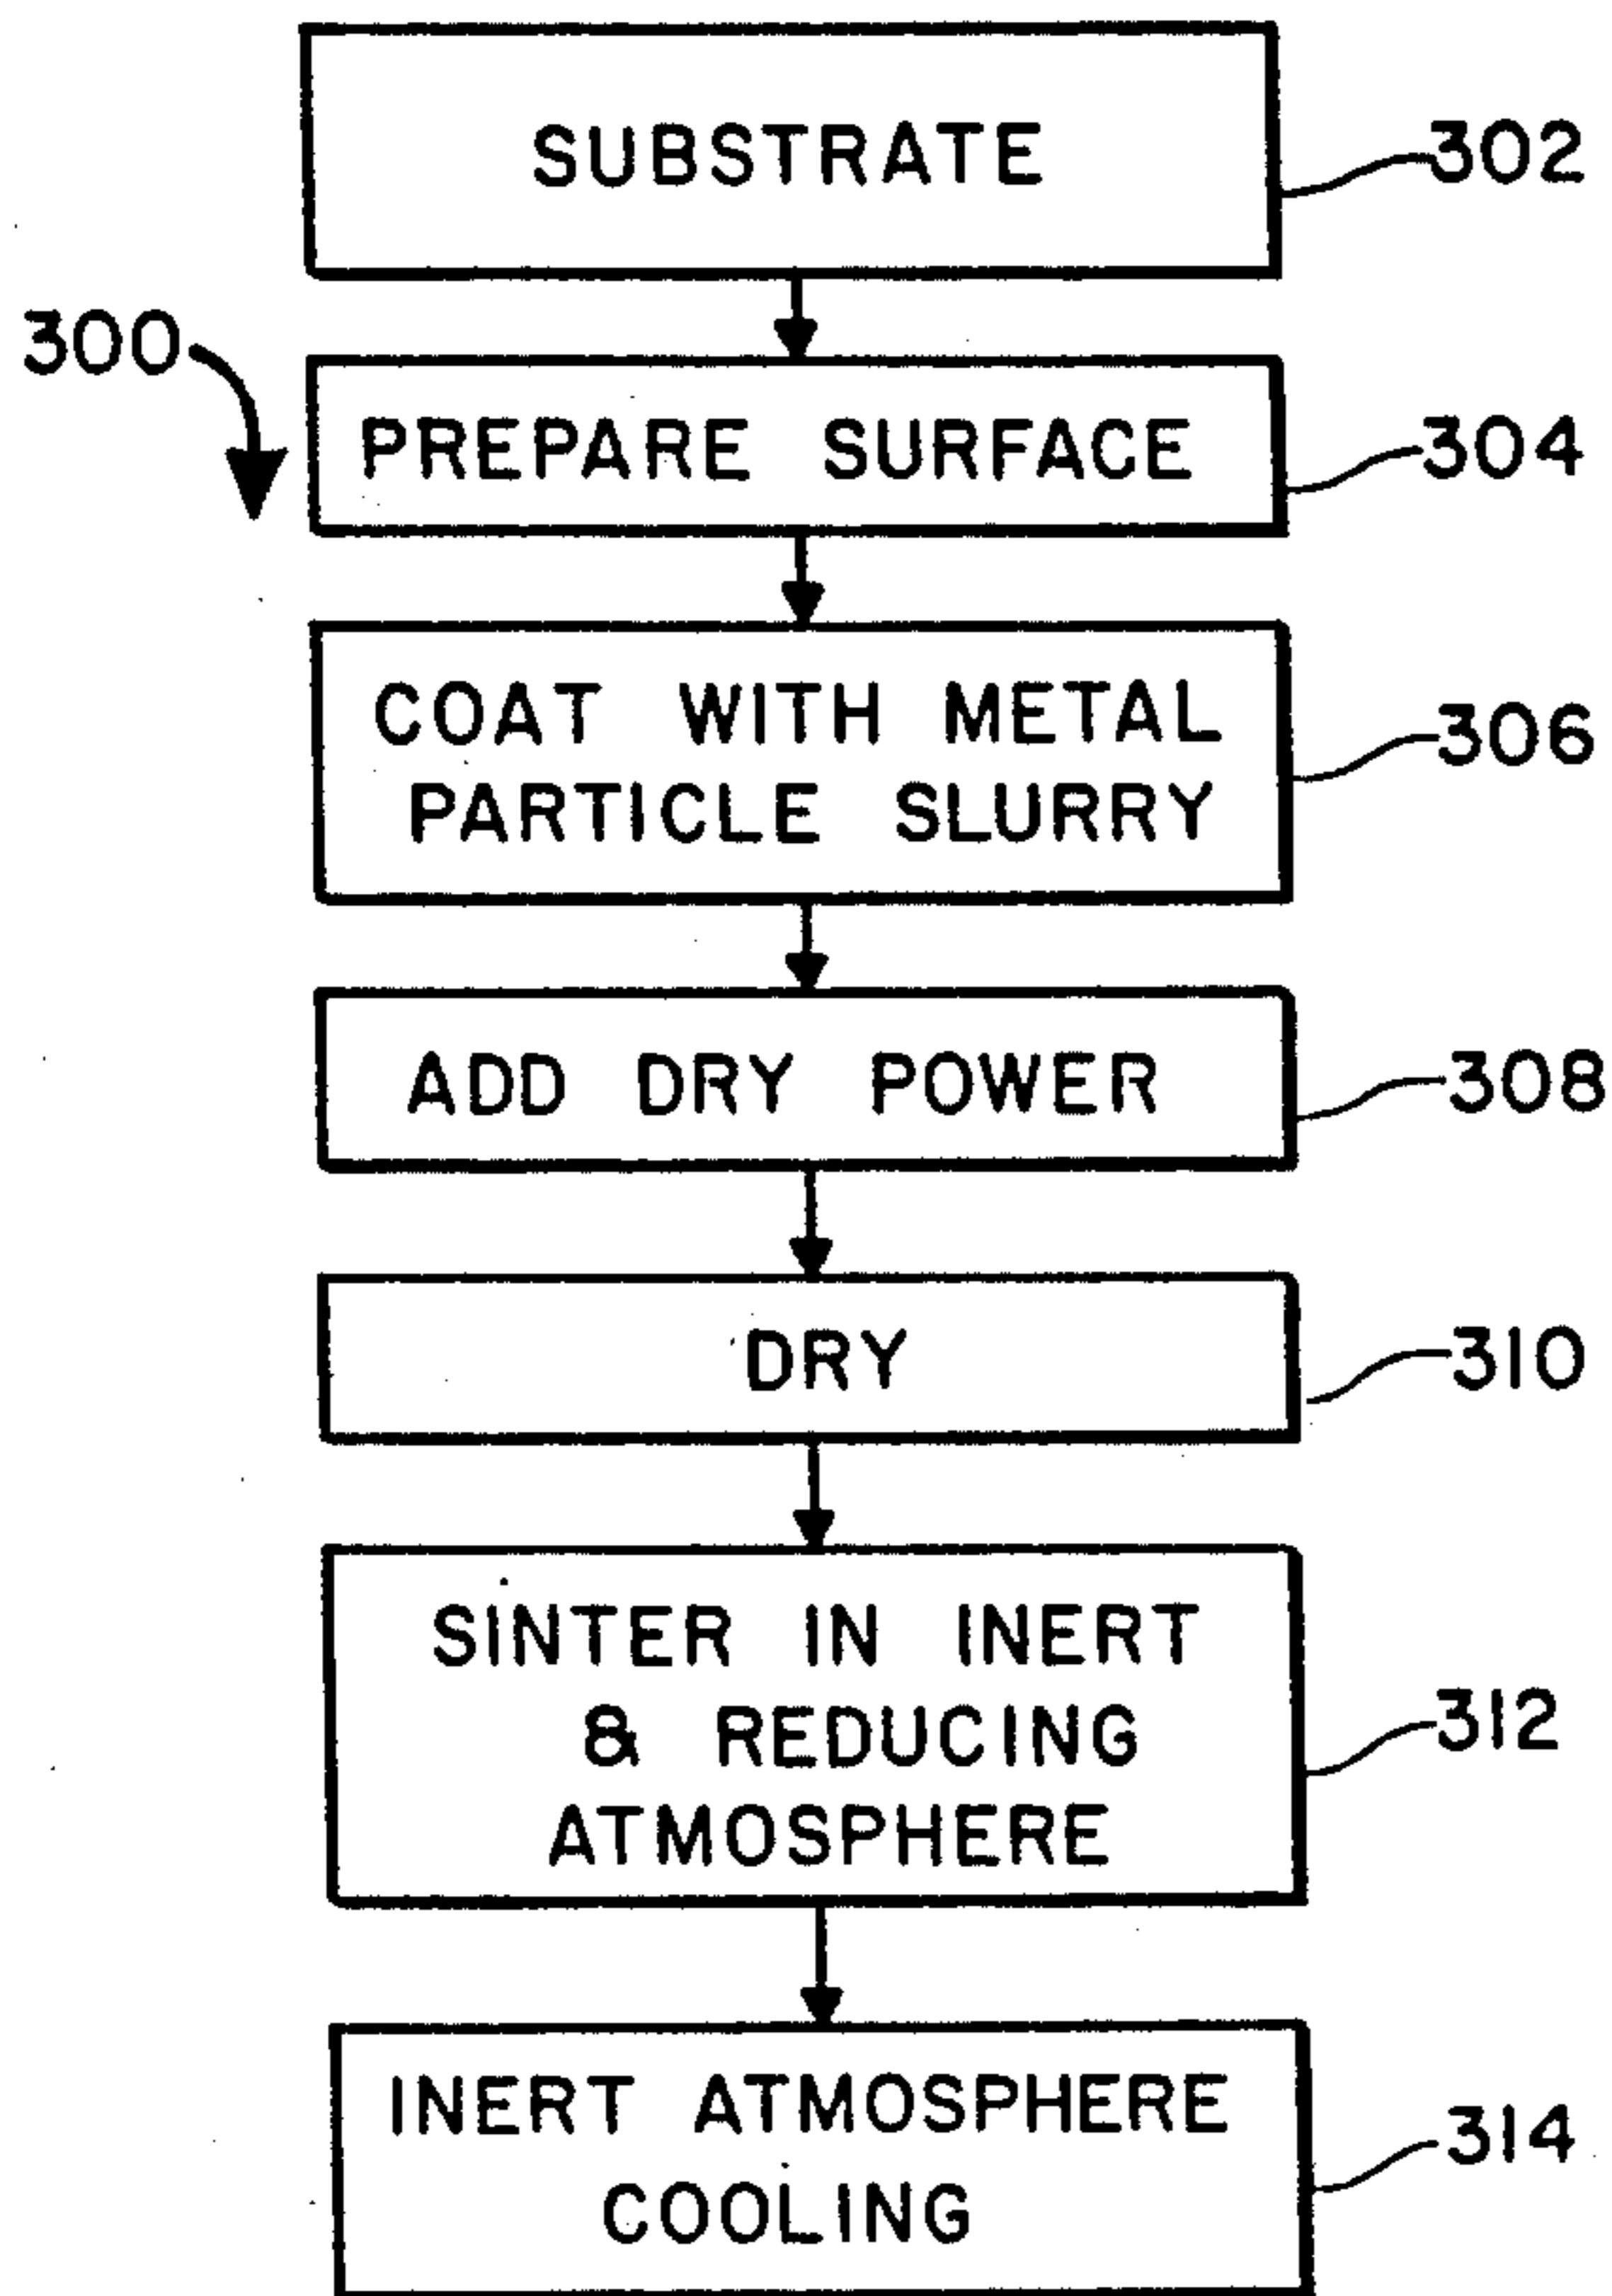 SUBSTRATE
302
300
PREPARE SURFACE
304
COAT WITH METAL
PARTICLE SLURRY
306
ADD DRY POWER
308
DRY
310
SINTER IN INERT
& REDUCING
ATMOSPHERE
312
INERT ATMOSPHERE
COOLING
314